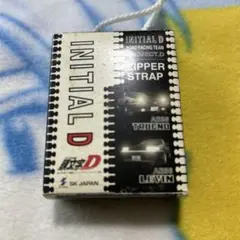 INITIAL D
INITIAL D
ROAD RACING TEAM
PROJECT.D
ZIPPER
STRAP
AE86
TRUENO
AE85
LEVIN
頭文字D
SK JAPAN